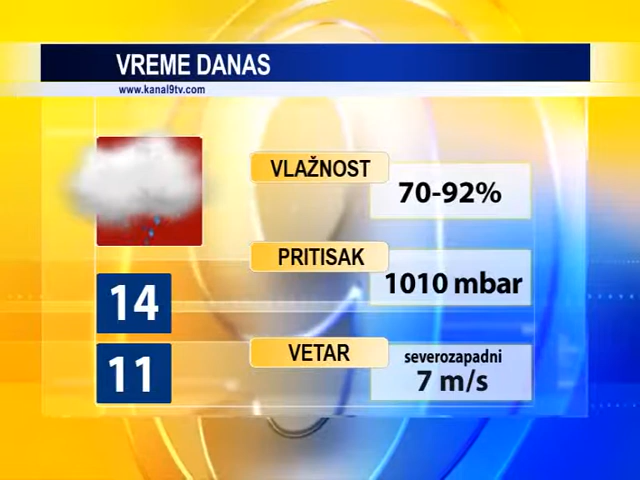 VREME DANAS
www.kanal9tv.com
VLAŽNOST
70-92%
PRITISAK
1010 mbar
14
VETAR
severozapadni
7 m/s
11